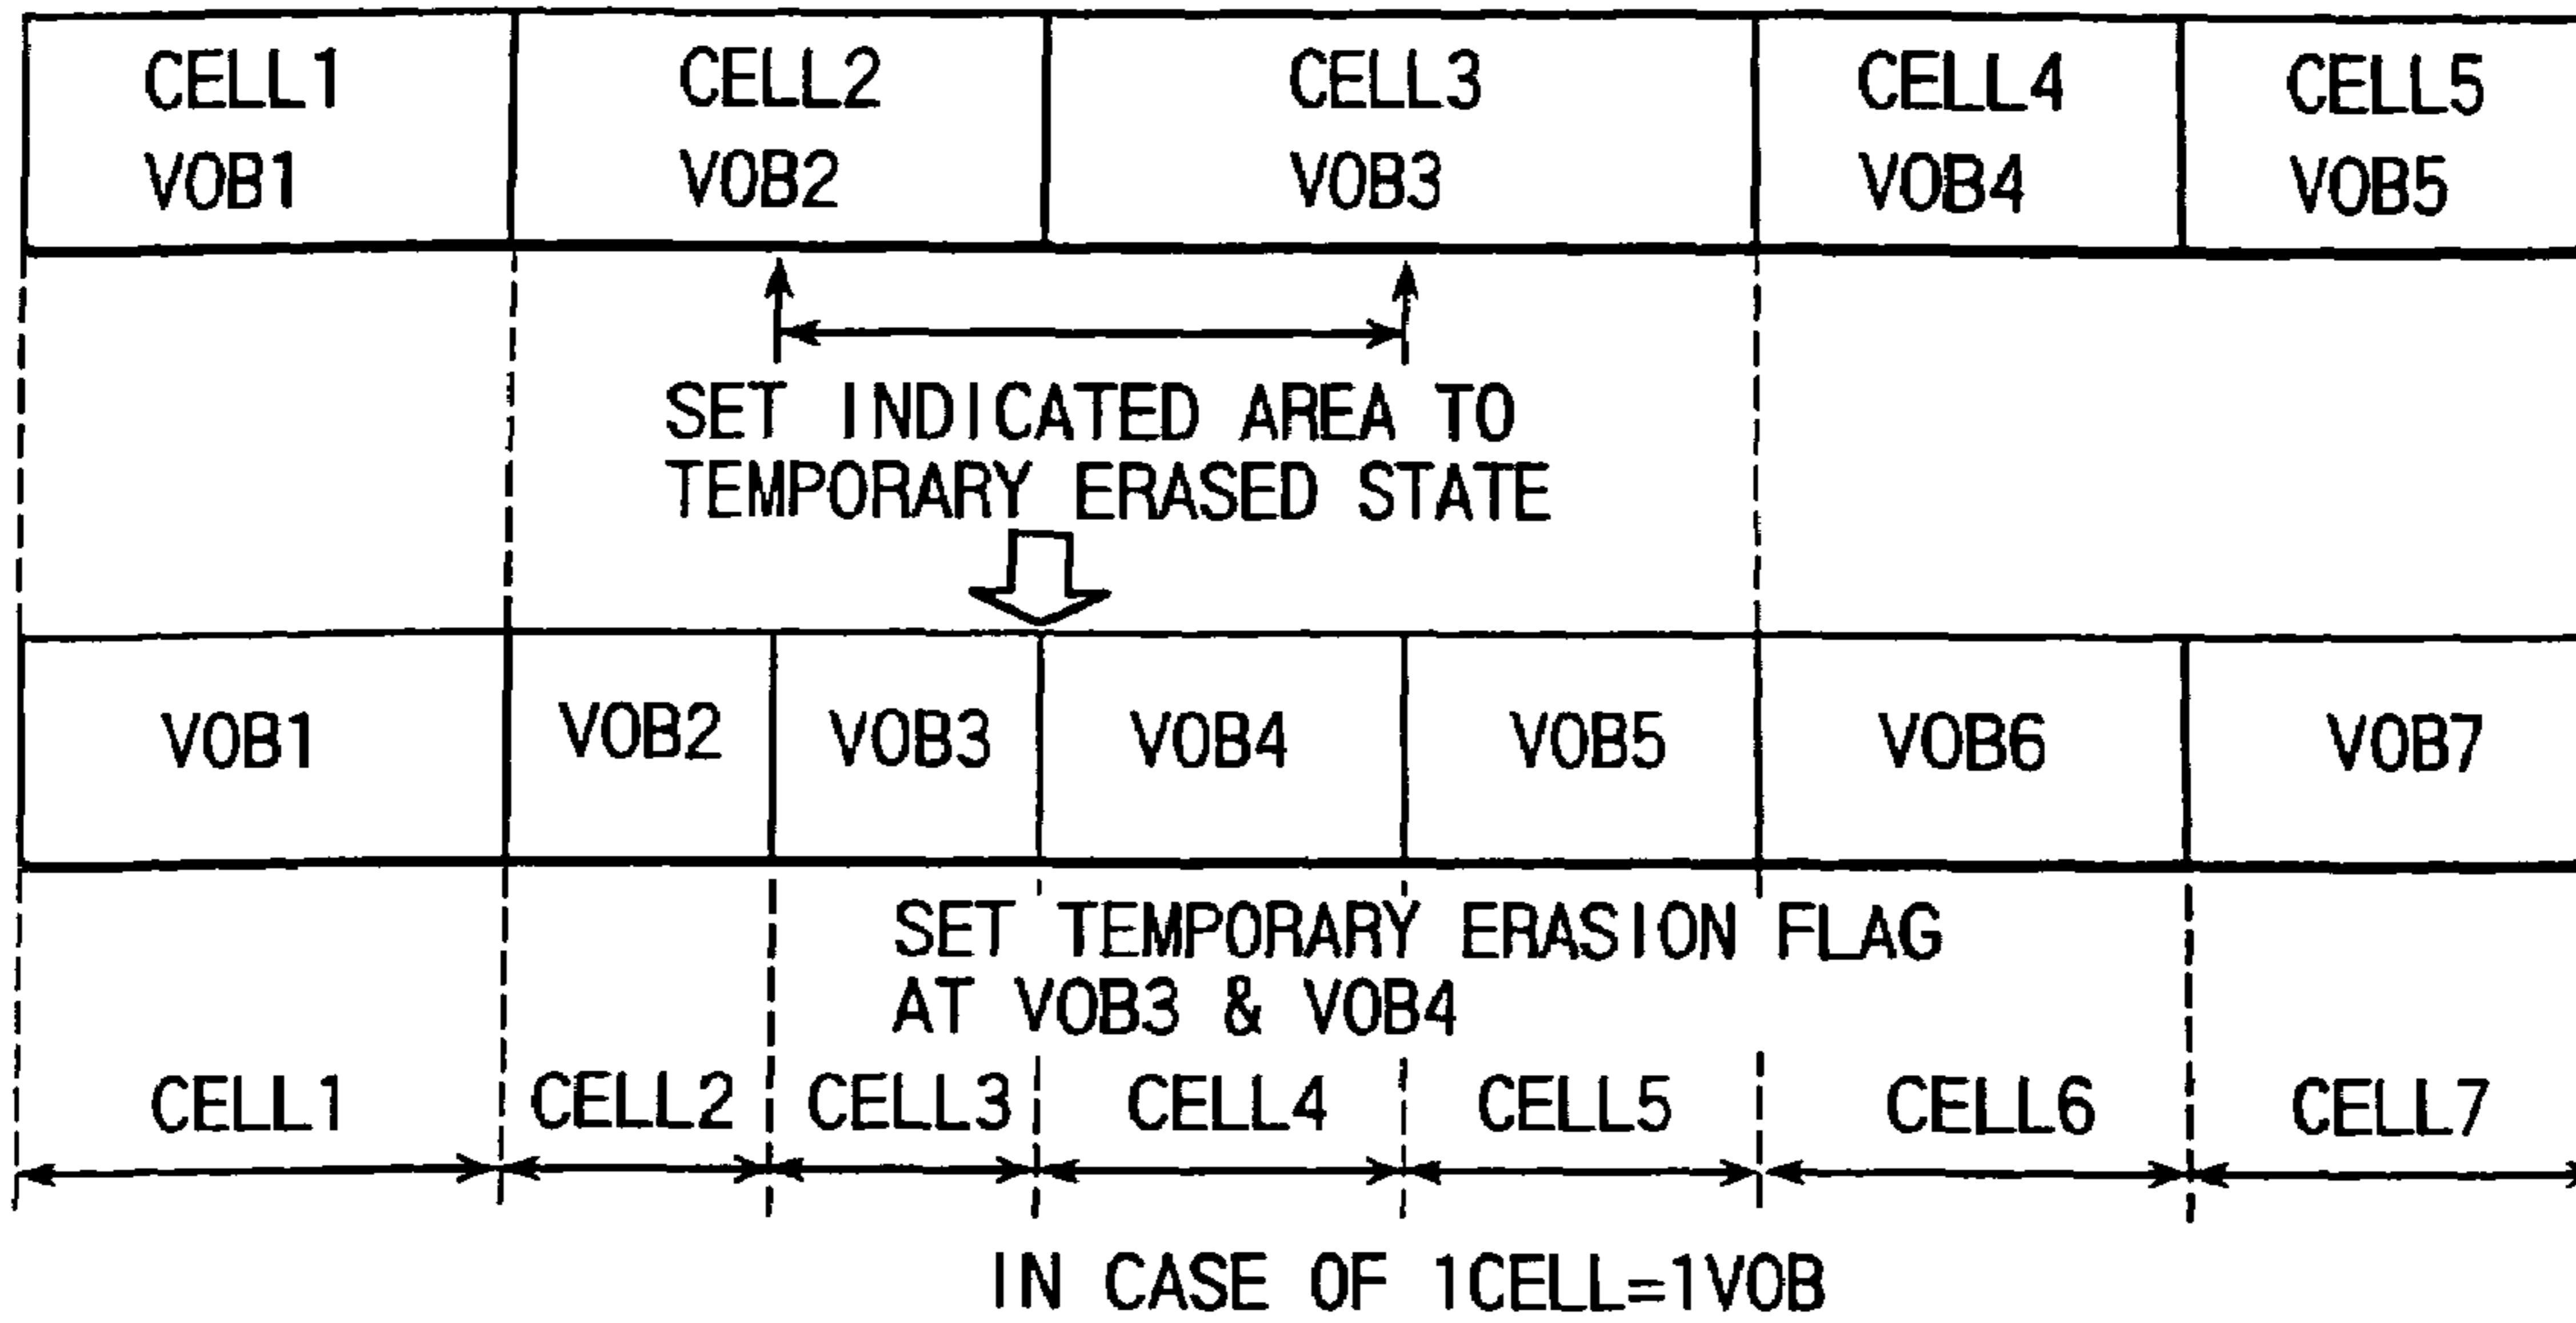 CELL1 CELL2 CELL3 CELL4 CELL5
VOB1 VOB2 VOB3 VOB4 VOB5
SET INDICATED AREA TO
TEMPORARY ERASED STATE
VOB1 VOB2 VOB3 VOB4 VOB5 VOB6 VOB7
SET TEMPORARY ERASION FLAG
AT VOB3 & VOB4
CELL1 CELL2 CELL3 CELL4 CELL5 CELL6 CELL7
IN CASE OF 1CELL=1VOB